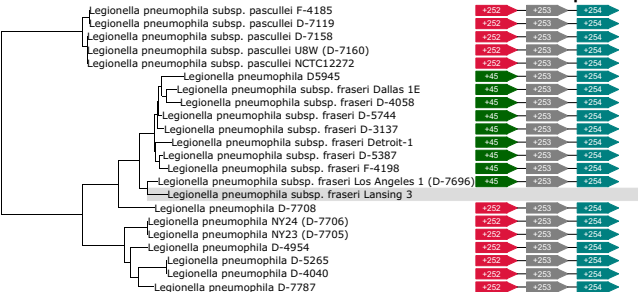 Legionella pneumophila subsp. pascullei F-4185 +252 +253 +254
Legionella pneumophila subsp. pascullei D-7119 +252 +253 +254
Legionella pneumophila subsp. pascullei D-7158 +252 +253 +254
Legionella pneumophila subsp. pascullei U8W (D-7160) +252 +253 +254
Legionella pneumophila subsp. pascullei NCTC12272 +252 +253 +254
Legionella pneumophila D5945 +45 +253 +254
Legionella pneumophila subsp. fraseri Dallas 1E +45 +253 +254
Legionella pneumophila subsp. fraseri D-4058 +45 +253 +254
Legionella pneumophila subsp. fraseri D-5744 +45 +253 +254
Legionella pneumophila subsp. fraseri D-3137 +45 +253 +254
Legionella pneumophila subsp. fraseri Detroit-1 +45 +253 +254
Legionella pneumophila subsp. fraseri D-5387 +45 +253 +254
Legionella pneumophila subsp. fraseri F-4198 +45 +253 +254
Legionella pneumophila subsp. fraseri Los Angeles 1 (D-7696) +45 +253 +254
Legionella pneumophila subsp. fraseri Lansing 3
Legionella pneumophila D-7708 +252 +253 +254
Legionella pneumophila NY24 (D-7706) +252 +253 +254
Legionella pneumophila NY23 (D-7705) +252 +253 +254
Legionella pneumophila D-4954 +252 +253 +254
Legionella pneumophila D-5265 +252 +253 +254
Legionella pneumophila D-4040 +252 +253 +254
Legionella pneumophila D-7787 +252 +253 +254